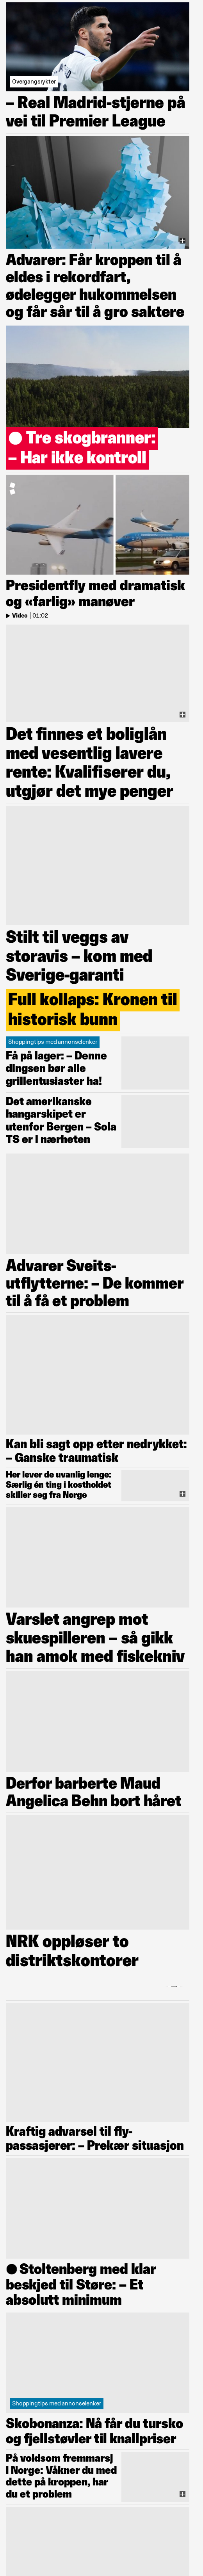 Overgangsrykter
– Real Madrid-stjerne på
vei til Premier League
Advarer: Får kroppen til å
eldes i rekordfart,
ødelegger hukommelsen
og får sår til å gro saktere
Tre skogbranner:
– Har ikke kontroll
Presidentfly med dramatisk
og «farlig» manøver
Video | 01:02
Det finnes et boliglån
med vesentlig lavere
rente: Kvalifiserer du,
utgjør det mye penger
Stilt til veggs av
storavis – kom med
Sverige-garanti
Full kollaps: Kronen til
historisk bunn
Shoppingtips med annonselenker
Få på lager: – Denne
dingsen bør alle
grillentusiaster ha!
Det amerikanske
hangarskipet er
utenfor Bergen – Sola
TS er i nærheten
Advarer Sveits-
utflytterne: – De kommer
til å få et problem
Kan bli sagt opp etter nedrykket:
– Ganske traumatisk
Her lever de uvanlig lenge:
Særlig én ting i kostholdet
skiller seg fra Norge
Varslet angrep mot
skuespilleren – så gikk
han amok med fiskekniv
Derfor barberte Maud
Angelica Behn bort håret
NRK oppløser to
distriktskontorer
Kraftig advarsel til fly-
passasjerer: – Prekær situasjon
Stoltenberg med klar
beskjed til Støre: – Et
absolutt minimum
Shoppingtips med annonselenker
Skobonanza: Nå får du tursko
og fjellstøvler til knallpriser
På voldsom fremmarsj
i Norge: Våkner du med
dette på kroppen, har
du et problem